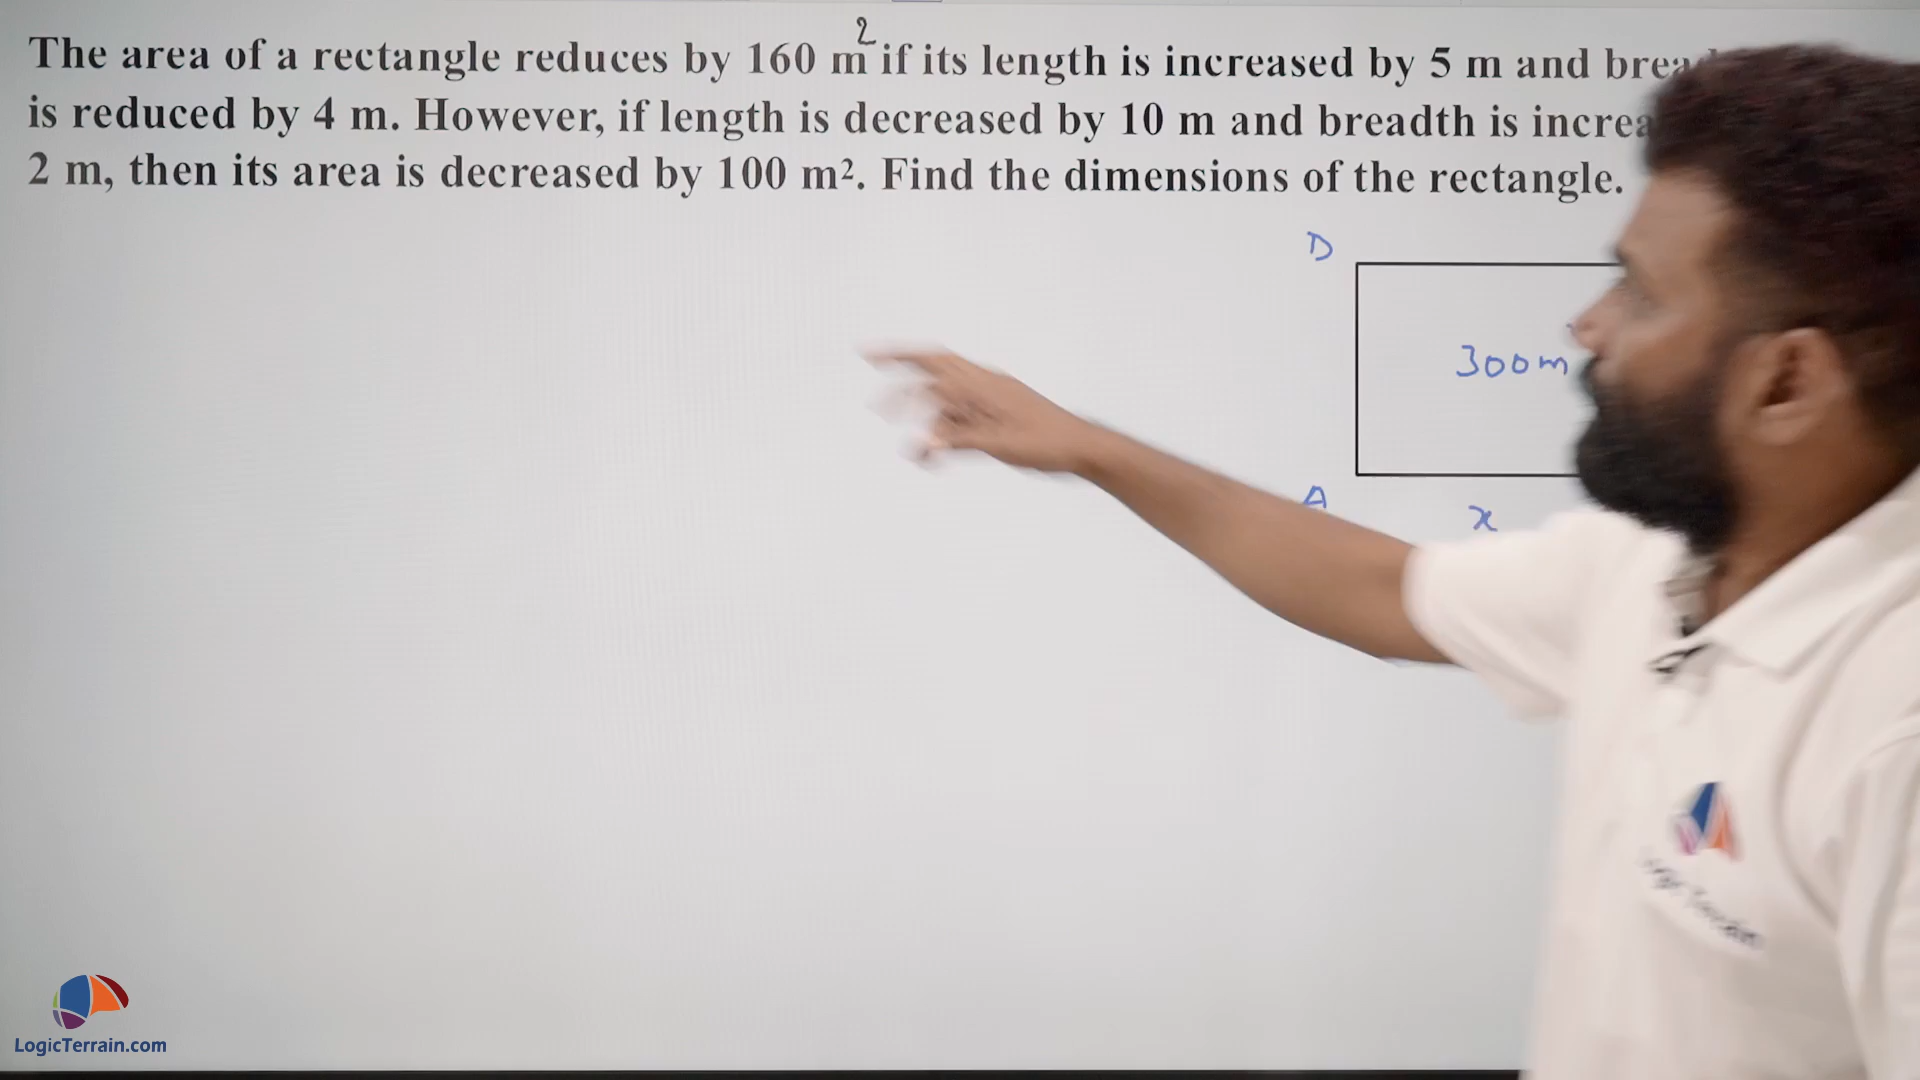 The area of a rectangle reduces by 160 m² if its length is increased by 5 m and
is reduced by 4 m. However, if length is decreased by 10 m and breadth is
2 m, then its area is decreased by 100 m². Find the dimensions of the rectangle.
D
300m
A
x
LogicTerrain.com